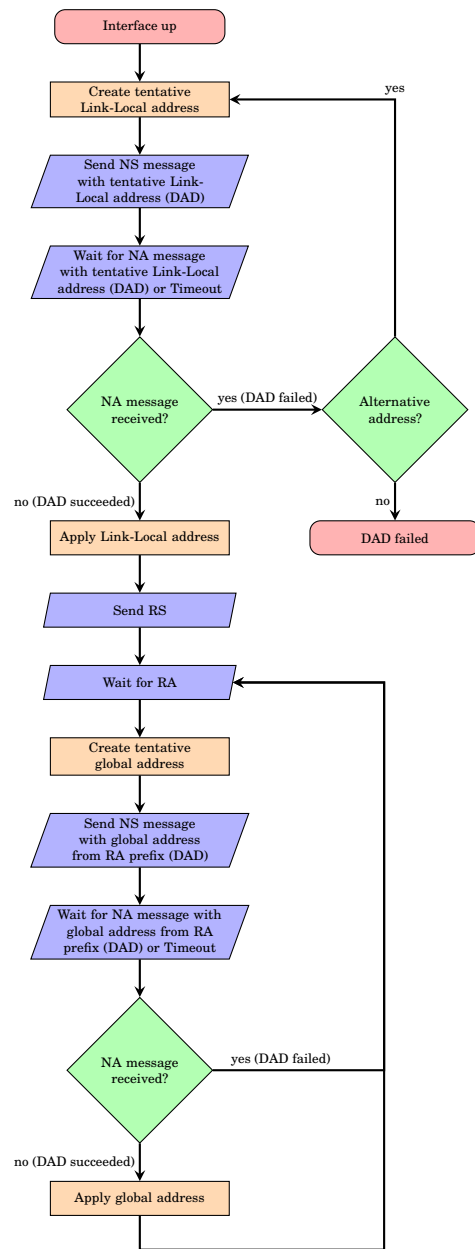 Interface up
Create tentative
Link-Local address
yes
Send NS message
with tentative Link-
Local address (DAD)
Wait for NA message
with tentative Link-Local
address (DAD) or Timeout
NA message
received?
yes (DAD failed)
Alternative
address?
no (DAD succeeded)
no
Apply Link-Local address
DAD failed
Send RS
Wait for RA
Create tentative
global address
Send NS message
with global address
from RA prefix (DAD)
Wait for NA message with
global address from RA
prefix (DAD) or Timeout
NA message
received?
yes (DAD failed)
no (DAD succeeded)
Apply global address